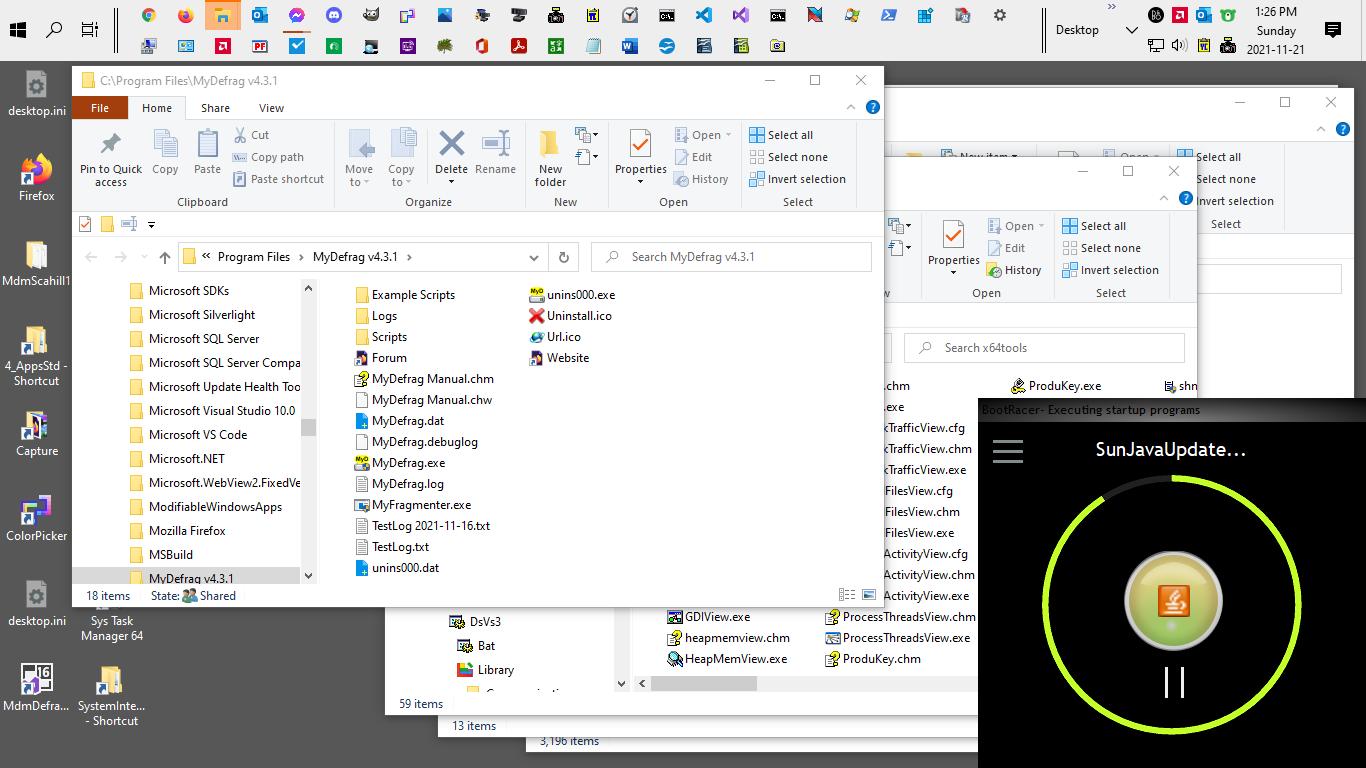 1:26 PM
Desktop
Sunday
2021-11-21
C:\Program Files\MyDefrag v4.3.1
File Home Share View
Pin to Quick access
Copy
Paste
Cut
Copy path
Paste shortcut
Clipboard
Move to
Copy to
Delete
Rename
Organize
New folder
New
Properties
Open
Edit
History
Open
Select all
Select none
Invert selection
Select
« Program Files › MyDefrag v4.3.1 ›
Search MyDefrag v4.3.1
Microsoft SDKs
Microsoft Silverlight
Microsoft SQL Server
Microsoft SQL Server Compa
Microsoft Update Health Too
Microsoft Visual Studio 10.0
Microsoft VS Code
Microsoft.NET
Microsoft.WebView2.FixedVe
ModifiableWindowsApps
Mozilla Firefox
MSBuild
MyDefrag v4.3.1
Example Scripts
Logs
Scripts
Forum
MyDefrag Manual.chm
MyDefrag Manual.chw
MyDefrag.dat
MyDefrag.debuglog
MyDefrag.exe
MyDefrag.log
MyFragmenter.exe
TestLog 2021-11-16.txt
TestLog.txt
unins000.dat
unins000.exe
Uninstall.ico
Url.ico
Website
18 items State: Shared
desktop.ini
Firefox
MdmScahill1
4_AppsStd - Shortcut
Capture
ColorPicker
desktop.ini
Sys Task Manager 64
MdmDefra...
SystemInte... - Shortcut
New item
Open
Select all
Select none
Invert selection
Select
Properties
Open
Edit
History
Open
Select all
Select none
Invert selection
Select
Search x64tools
.chm
.exe
kTrafficView.cfg
kTrafficView.chm
kTrafficView.exe
FilesView.cfg
FilesView.chm
FilesView.exe
ActivityView.cfg
ActivityView.chm
ActivityView.exe
ProduKey.exe
shn
DsVs3
Bat
Library
GDIView.exe
heapmemview.chm
HeapMemView.exe
ProcessThreadsView.chm
ProcessThreadsView.exe
ProduKey.chm
59 items
13 items
3,196 items
BootRacer- Executing startup programs
SunJavaUpdate...